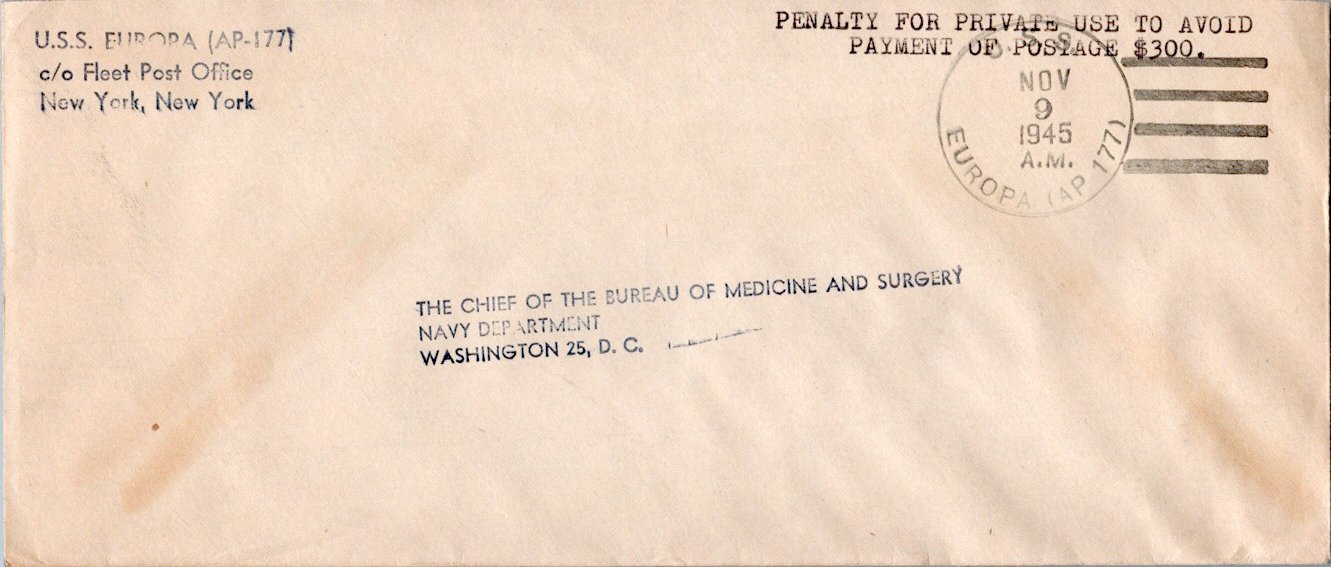 U.S.S. EUROPA (AP-177)
c/o Fleet Post Office
New York, New York
PENALTY FOR PRIVATE USE TO AVOID
PAYMENT OF POSTAGE $300.
U.S.S.
NOV
9
1945
A.M.
EUROPA (AP 177)
THE CHIEF OF THE BUREAU OF MEDICINE AND SURGERY
NAVY DEPARTMENT
WASHINGTON 25, D. C.